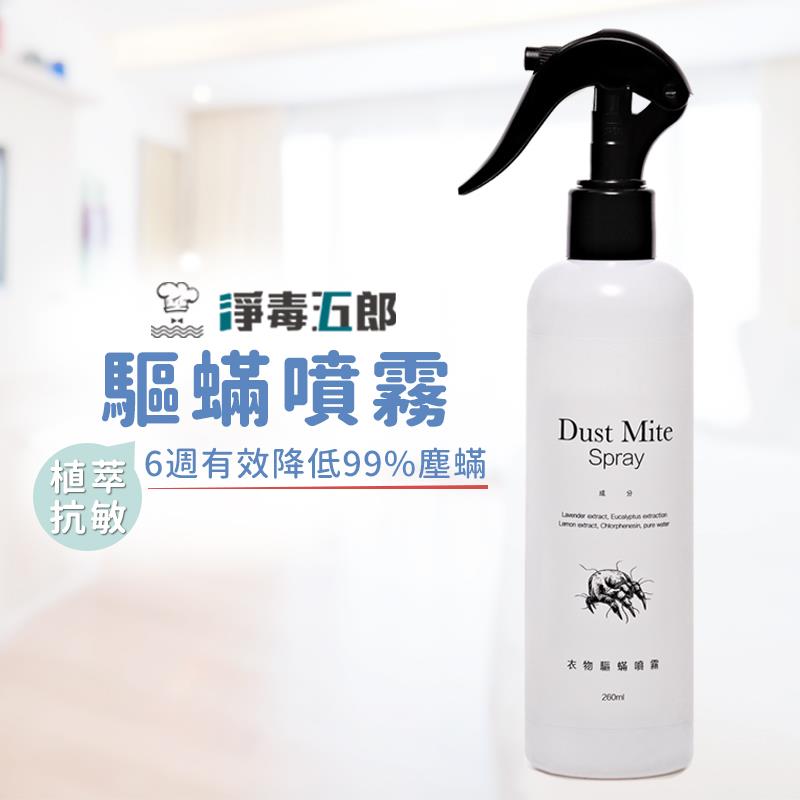 淨毒五郎
驅蟎噴霧
植萃
抗敏
6週有效降低99%塵蟎
Dust Mite
Spray
成 分
Lavender extract, Eucalyptus extraction
Lemon extract, Chlorphenesin, pure water
衣物驅蟎噴霧
260ml